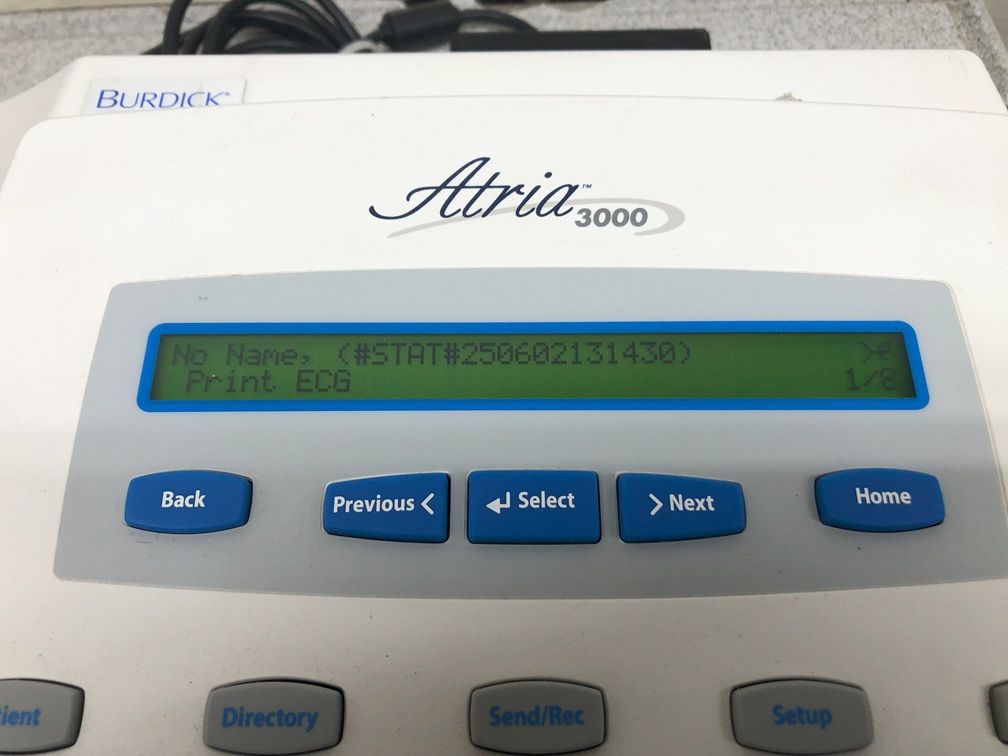 BURDICK®
Atria™
3000
No Name, (#STAT#250602131430) >↲
Print ECG 1/8
Back
Previous <
↲ Select
> Next
Home
Directory
Send/Rec
Setup